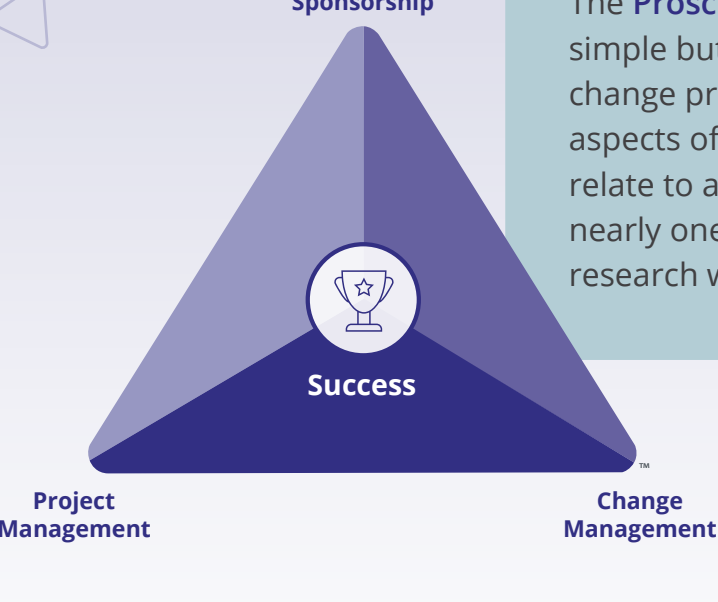 Sponsorship
The Prosc
simple but
change pr
aspects of
relate to a
nearly one
research w
Success
TM
Project
Management
Change
Management